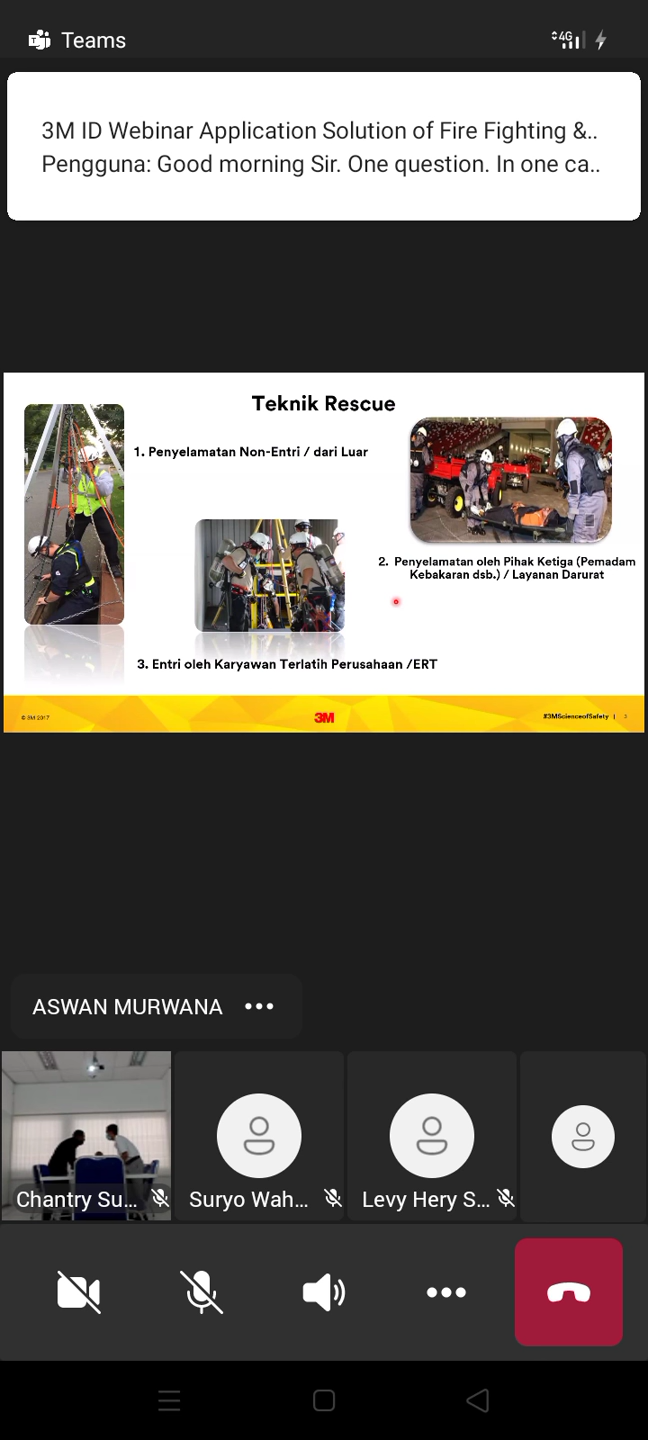 Teams
4G
3M ID Webinar Application Solution of Fire Fighting &..
Pengguna: Good morning Sir. One question. In one ca..
Teknik Rescue
1. Penyelamatan Non-Entri / dari Luar
2. Penyelamatan oleh Pihak Ketiga (Pemadam
Kebakaran dsb.) / Layanan Darurat
3. Entri oleh Karyawan Terlatih Perusahaan /ERT
© 3M 2017
3M
#3MScienceofSafety | 3
ASWAN MURWANA
Chantry Su...
Suryo Wah...
Levy Hery S...